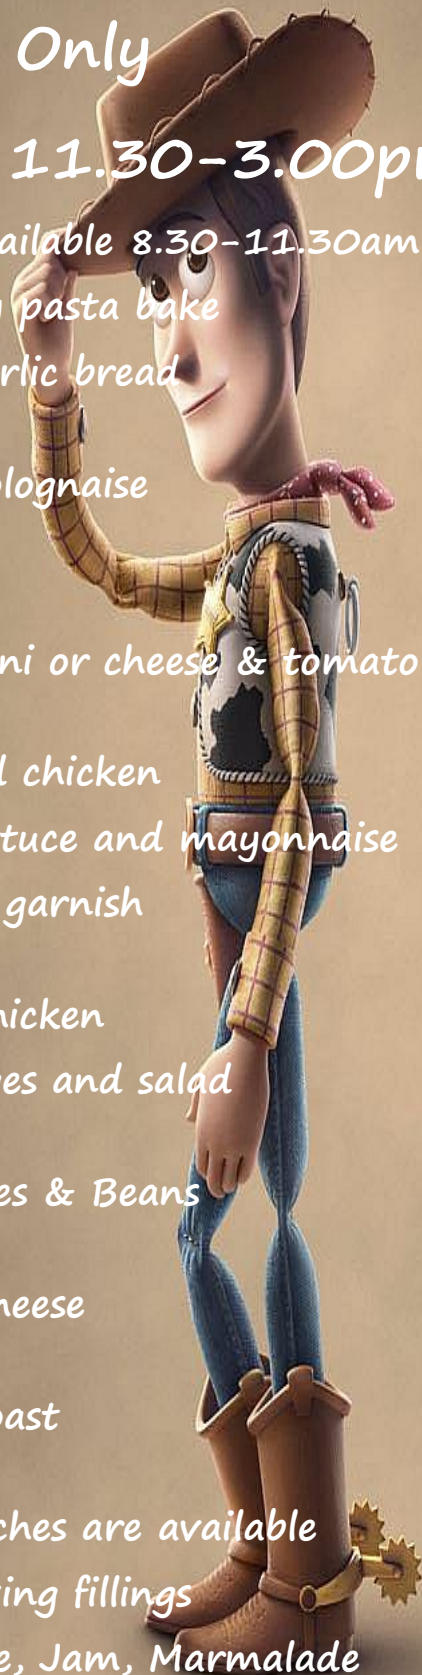 Only
11.30-3.00p
ailable 8.30-11.30am
pasta bake
rlic bread
lognaise
ni or cheese & tomato
l chicken
tuce and mayonnaise
garnish
hicken
es and salad
es & Beans
heese
oast
ches are available
ing fillings
e, Jam, Marmalade